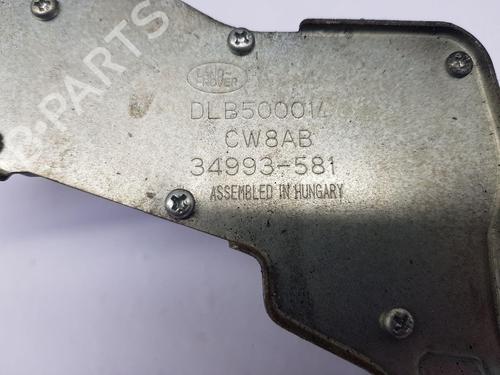 LAND-
ROVER
DLB500014
CW8AB
34993-581
ASSEMBLED IN HUNGARY
B-PARTS